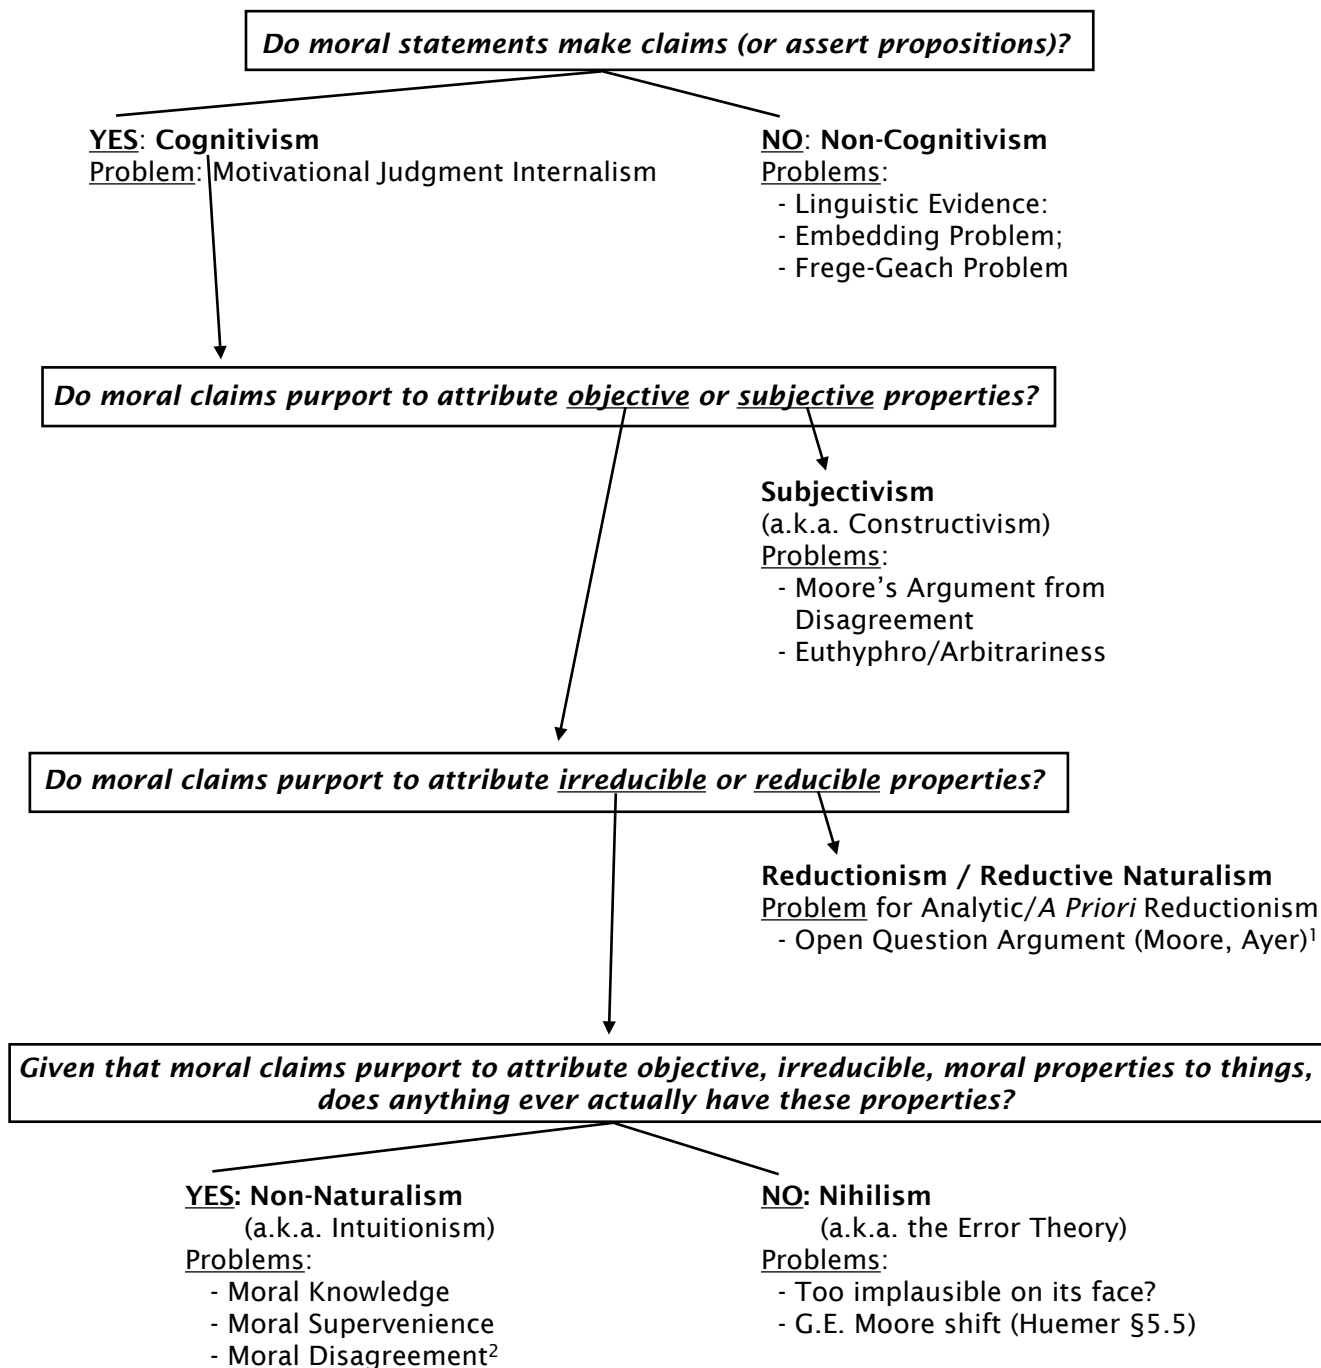 Do moral statements make claims (or assert propositions)?
YES: Cognitivism
Problem: Motivational Judgment Internalism
NO: Non-Cognitivism
Problems:
- Linguistic Evidence:
- Embedding Problem;
- Frege-Geach Problem
Do moral claims purport to attribute objective or subjective properties?
Subjectivism
(a.k.a. Constructivism)
Problems:
- Moore’s Argument from
Disagreement
- Euthyphro/Arbitrariness
Do moral claims purport to attribute irreducible or reducible properties?
Reductionism / Reductive Naturalism
Problem for Analytic/A Priori Reductionism
- Open Question Argument (Moore, Ayer)¹
Given that moral claims purport to attribute objective, irreducible, moral properties to things,
does anything ever actually have these properties?
YES: Non-Naturalism
(a.k.a. Intuitionism)
Problems:
- Moral Knowledge
- Moral Supervenience
- Moral Disagreement²
NO: Nihilism
(a.k.a. the Error Theory)
Problems:
- Too implausible on its face?
- G.E. Moore shift (Huemer §5.5)